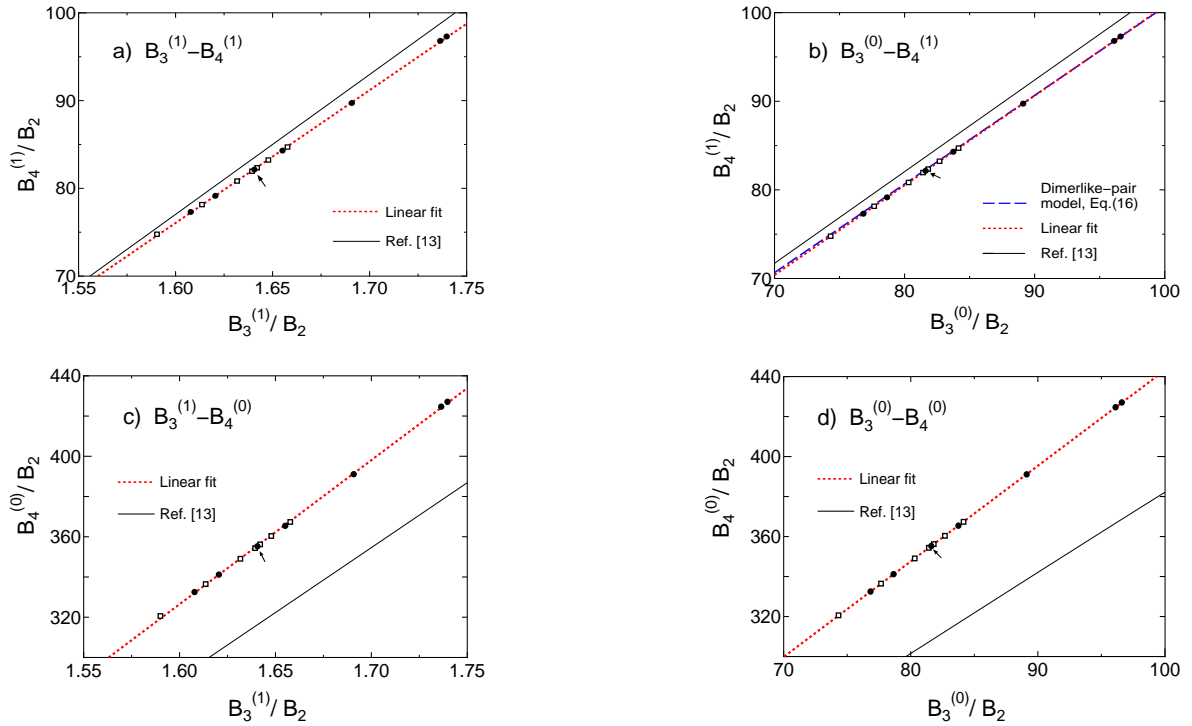 a) B₃⁽¹⁾−B₄⁽¹⁾
B₄⁽¹⁾/B₂
100
90
80
70
Linear fit
Ref. [13]
1.55 1.60 1.65 1.70 1.75
B₃⁽¹⁾/B₂
b) B₃⁽⁰⁾−B₄⁽¹⁾
B₄⁽¹⁾/B₂
100
90
80
70
Dimerlike−pair
model, Eq.(16)
Linear fit
Ref. [13]
70 80 90 100
B₃⁽⁰⁾/B₂
c) B₃⁽¹⁾−B₄⁽⁰⁾
B₄⁽⁰⁾/B₂
440
400
360
320
Linear fit
Ref. [13]
1.55 1.60 1.65 1.70 1.75
B₃⁽¹⁾/B₂
d) B₃⁽⁰⁾−B₄⁽⁰⁾
B₄⁽⁰⁾/B₂
440
400
360
320
Linear fit
Ref. [13]
70 80 90 100
B₃⁽⁰⁾/B₂